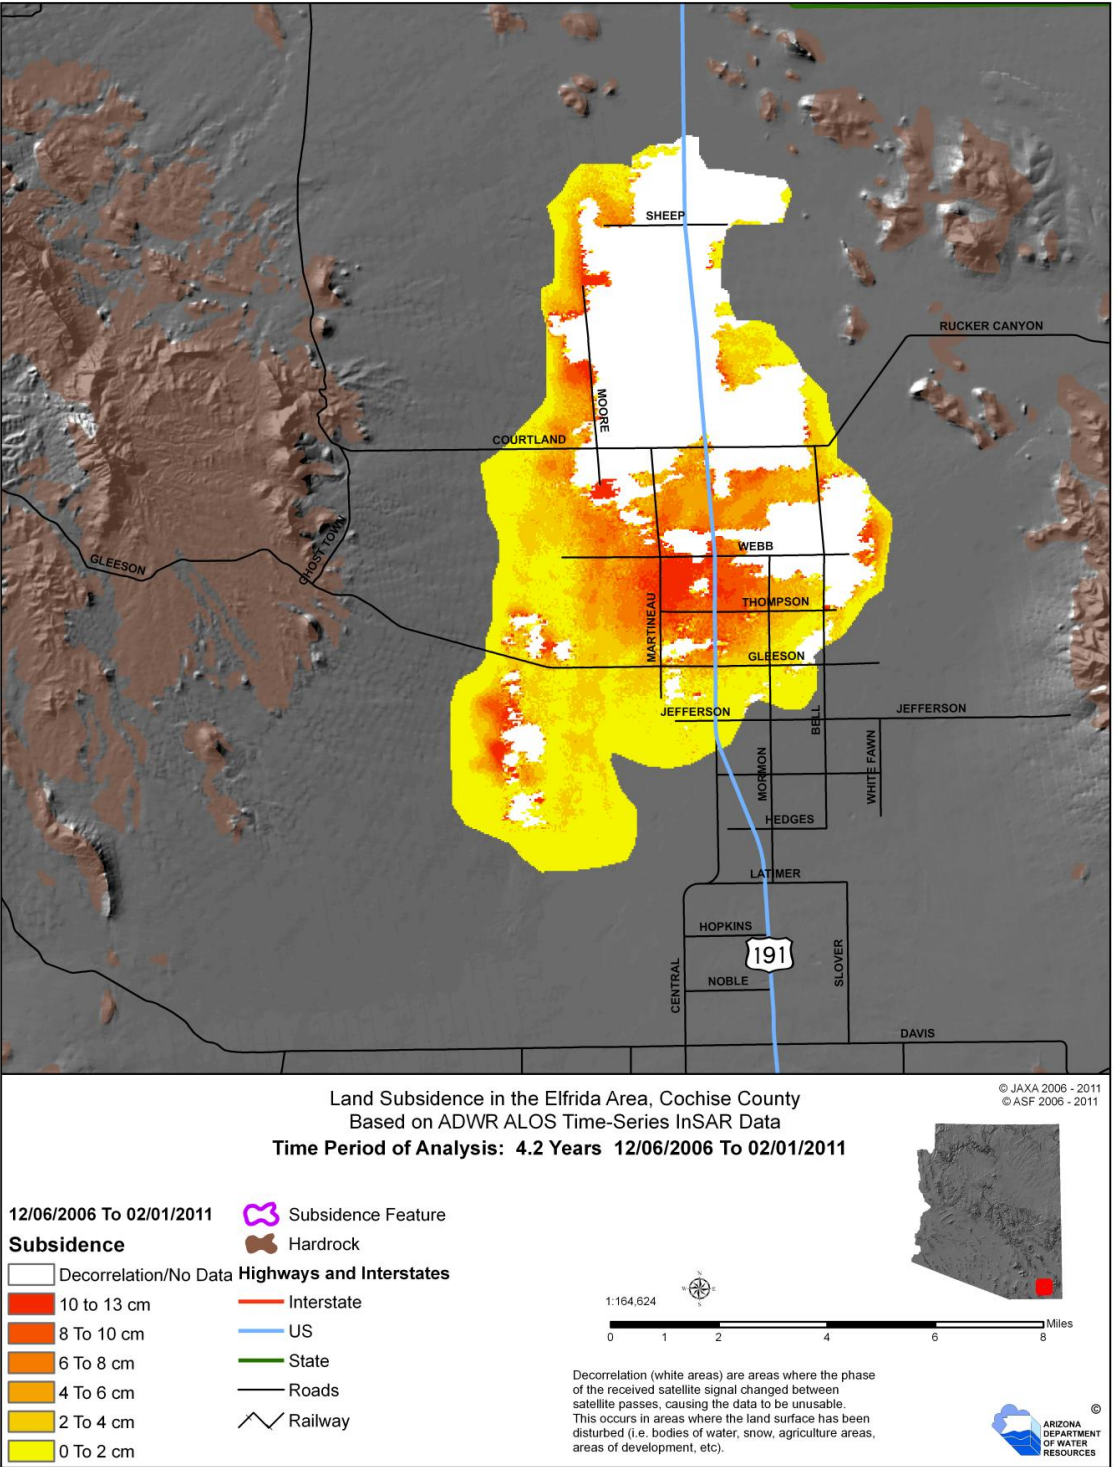 SHEEP
RUCKER CANYON
MOORE
COURTLAND
GHOST TOWN
GLEESON
WEBB
MARTINEAU
THOMPSON
GLEESON
JEFFERSON
JEFFERSON
BELL
MORMON
WHITE FAWN
HEDGES
LATIMER
HOPKINS
191
CENTRAL
NOBLE
SLOVER
DAVIS
© JAXA 2006 - 2011
© ASF 2006 - 2011
Land Subsidence in the Elfrida Area, Cochise County
Based on ADWR ALOS Time-Series InSAR Data
Time Period of Analysis: 4.2 Years 12/06/2006 To 02/01/2011
12/06/2006 To 02/01/2011
Subsidence
Decorrelation/No Data
10 to 13 cm
8 To 10 cm
6 To 8 cm
4 To 6 cm
2 To 4 cm
0 To 2 cm
Subsidence Feature
Hardrock
Highways and Interstates
Interstate
US
State
Roads
Railway
N
W E
S
1:164,624
Miles
0 1 2 4 6 8
Decorrelation (white areas) are areas where the phase
of the received satellite signal changed between
satellite passes, causing the data to be unusable.
This occurs in areas where the land surface has been
disturbed (i.e. bodies of water, snow, agriculture areas,
areas of development, etc).
©
ARIZONA
DEPARTMENT
OF WATER
RESOURCES